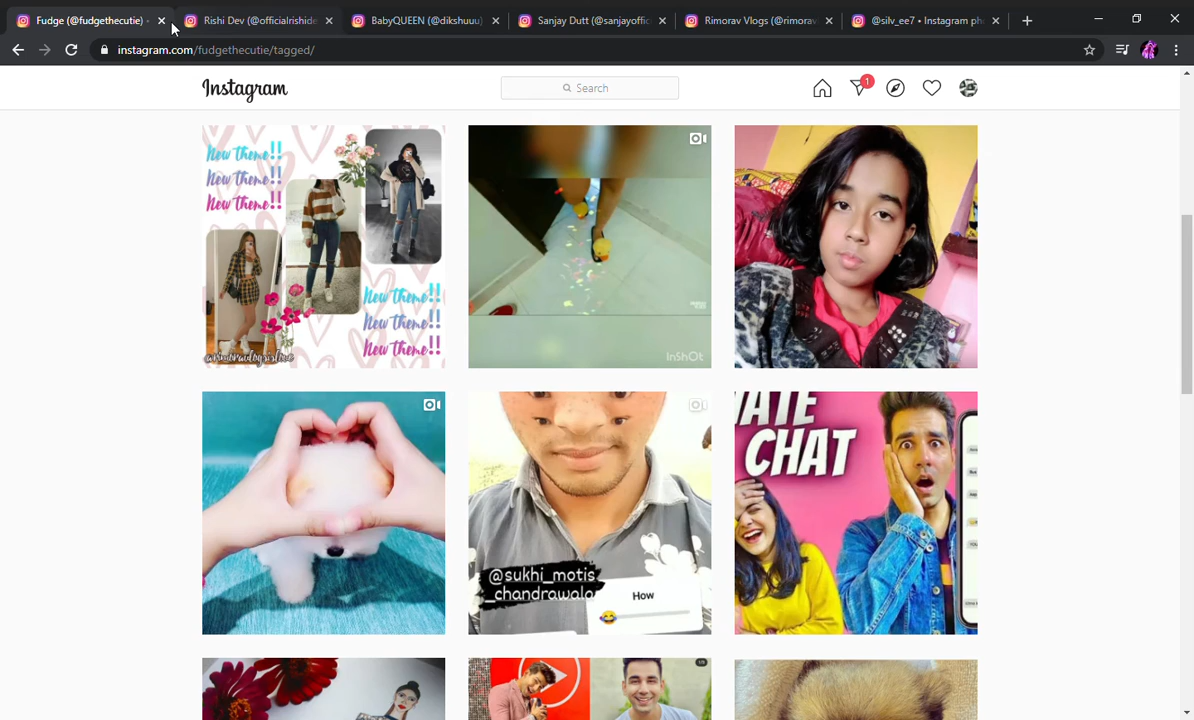 Fudge (@fudgethecutie) •
Rishi Dev (@officialrishide
BabyQUEEN (@dikshuuu)
Sanjay Dutt (@sanjayoffici
Rimorav Vlogs (@rimorav
@silv_ee7 • Instagram ph
instagram.com/fudgethecutie/tagged/
Instagram
Search
1
New theme!!
New theme!!
New theme!!
New theme!!
New theme!!
New theme!!
InShOt
ATE
CHAT
@sukhi_motis
_chandrawala
How